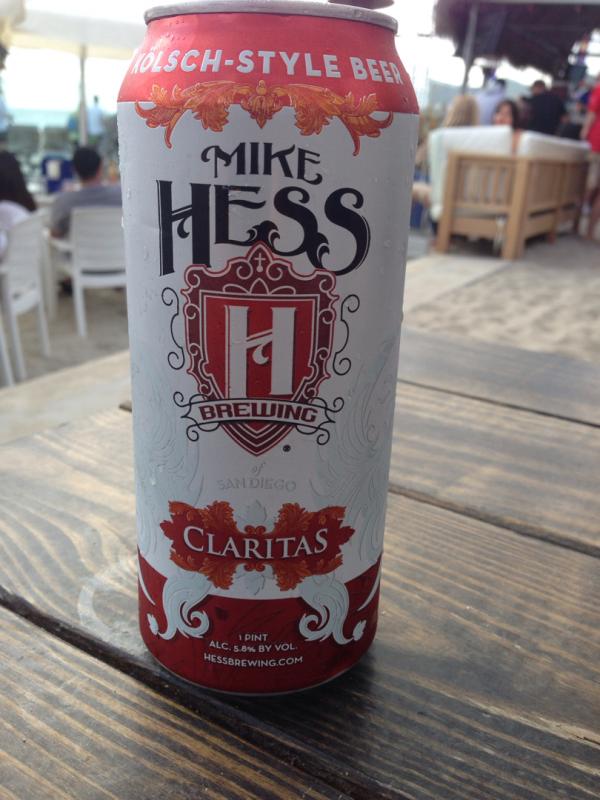 KÖLSCH-STYLE BEER
MIKE
HESS
H
BREWING
®
of
SAN DIEGO
CLARITAS
1 PINT
ALC. 5.8% BY VOL.
HESSBREWING.COM